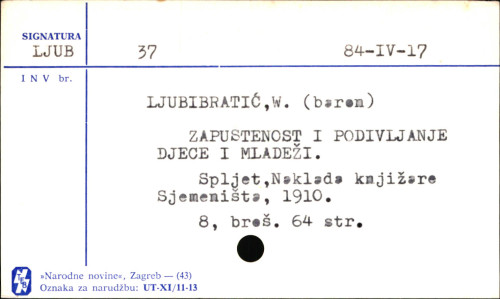 SIGNATURA
LJUB 37 84-IV-17
I N V br.
LJUBIBRATIĆ,W. (baron)
ZAPUSTENOST I PODIVLJANJE
DJECE I MLADEŽI.
Spljet,Naklada knjižare
Sjemeništa, 1910.
8, broš. 64 str.
»Narodne novine«, Zagreb — (43)
Oznaka za narudžbu: UT-XI/11-13